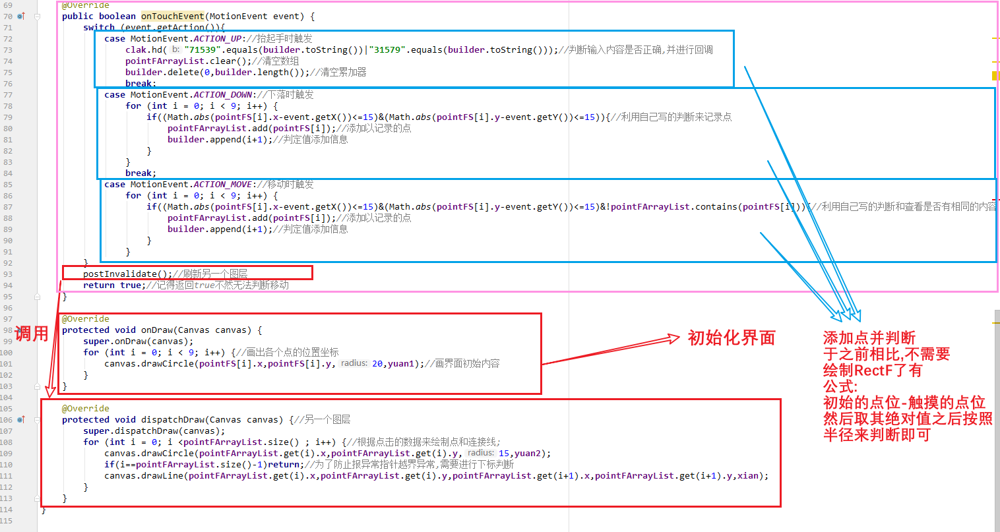 69 @Override
70 public boolean onTouchEvent(MotionEvent event) {
71 switch (event.getAction()){
72 case MotionEvent.ACTION_UP://抬起手时触发
73 clak.hd( b: "71539".equals(builder.toString())|"31579".equals(builder.toString()));//判断输入内容是否正确,并进行回调
74 pointFArrayList.clear();//清空数组
75 builder.delete(0,builder.length());//清空累加器
76 break;
77 case MotionEvent.ACTION_DOWN://下落时触发
78 for (int i = 0; i < 9; i++) {
79 if((Math.abs(pointFS[i].x-event.getX())<=15)&(Math.abs(pointFS[i].y-event.getY())<=15)){//利用自己写的判断来记录点
80 pointFArrayList.add(pointFS[i]);//添加以记录的点
81 builder.append(i+1);//判定值添加信息
82 }
83 }
84 break;
85 case MotionEvent.ACTION_MOVE://移动时触发
86 for (int i = 0; i < 9; i++) {
87 if((Math.abs(pointFS[i].x-event.getX())<=15)&(Math.abs(pointFS[i].y-event.getY())<=15)&!pointFArrayList.contains(pointFS[i])){//利用自己写的判断和查看是否有相同的内容
88 pointFArrayList.add(pointFS[i]);//添加以记录的点
89 builder.append(i+1);//判定值添加信息
90 }
91 }
92 }
93 postInvalidate();//刷新另一个图层
94 return true;//记得返回true不然无法判断移动
95 }
96
97 @Override
98 protected void onDraw(Canvas canvas) {
99 super.onDraw(canvas);
100 for (int i = 0; i < 9; i++) {//画出各个点的位置坐标
101 canvas.drawCircle(pointFS[i].x,pointFS[i].y, radius: 20,yuan1);//画界面初始内容
102 }
103 }
104
105 @Override
106 protected void dispatchDraw(Canvas canvas) {//另一个图层
107 super.dispatchDraw(canvas);
108 for (int i = 0; i <pointFArrayList.size() ; i++) {//根据点击的数据来绘制点和连接线;
109 canvas.drawCircle(pointFArrayList.get(i).x,pointFArrayList.get(i).y, radius: 15,yuan2);
110 if(i==pointFArrayList.size()-1)return;//为了防止报异常指针越界异常,需要进行下标判断
111 canvas.drawLine(pointFArrayList.get(i).x,pointFArrayList.get(i).y,pointFArrayList.get(i+1).x,pointFArrayList.get(i+1).y,xian);
112 }
113 }
114 }
115
调用
初始化界面
添加点并判断
于之前相比,不需要
绘制RectF了有
公式:
初始的点位-触摸的点位
然后取其绝对值之后按照
半径来判断即可